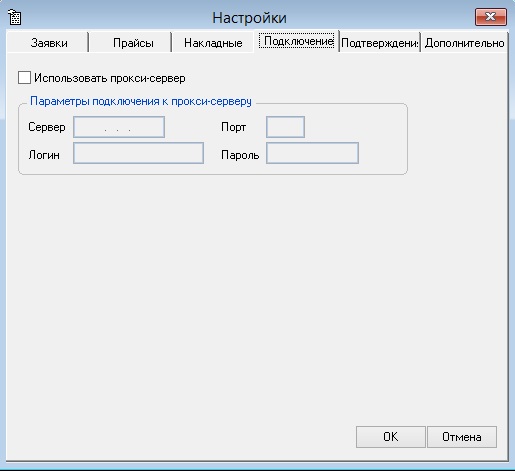 Настройки
Заявки Прайсы Накладные Подключение Подтверждени Дополнительно
Использовать прокси-сервер
Параметры подключения к прокси-серверу
Сервер . . . Порт
Логин Пароль
OK Отмена